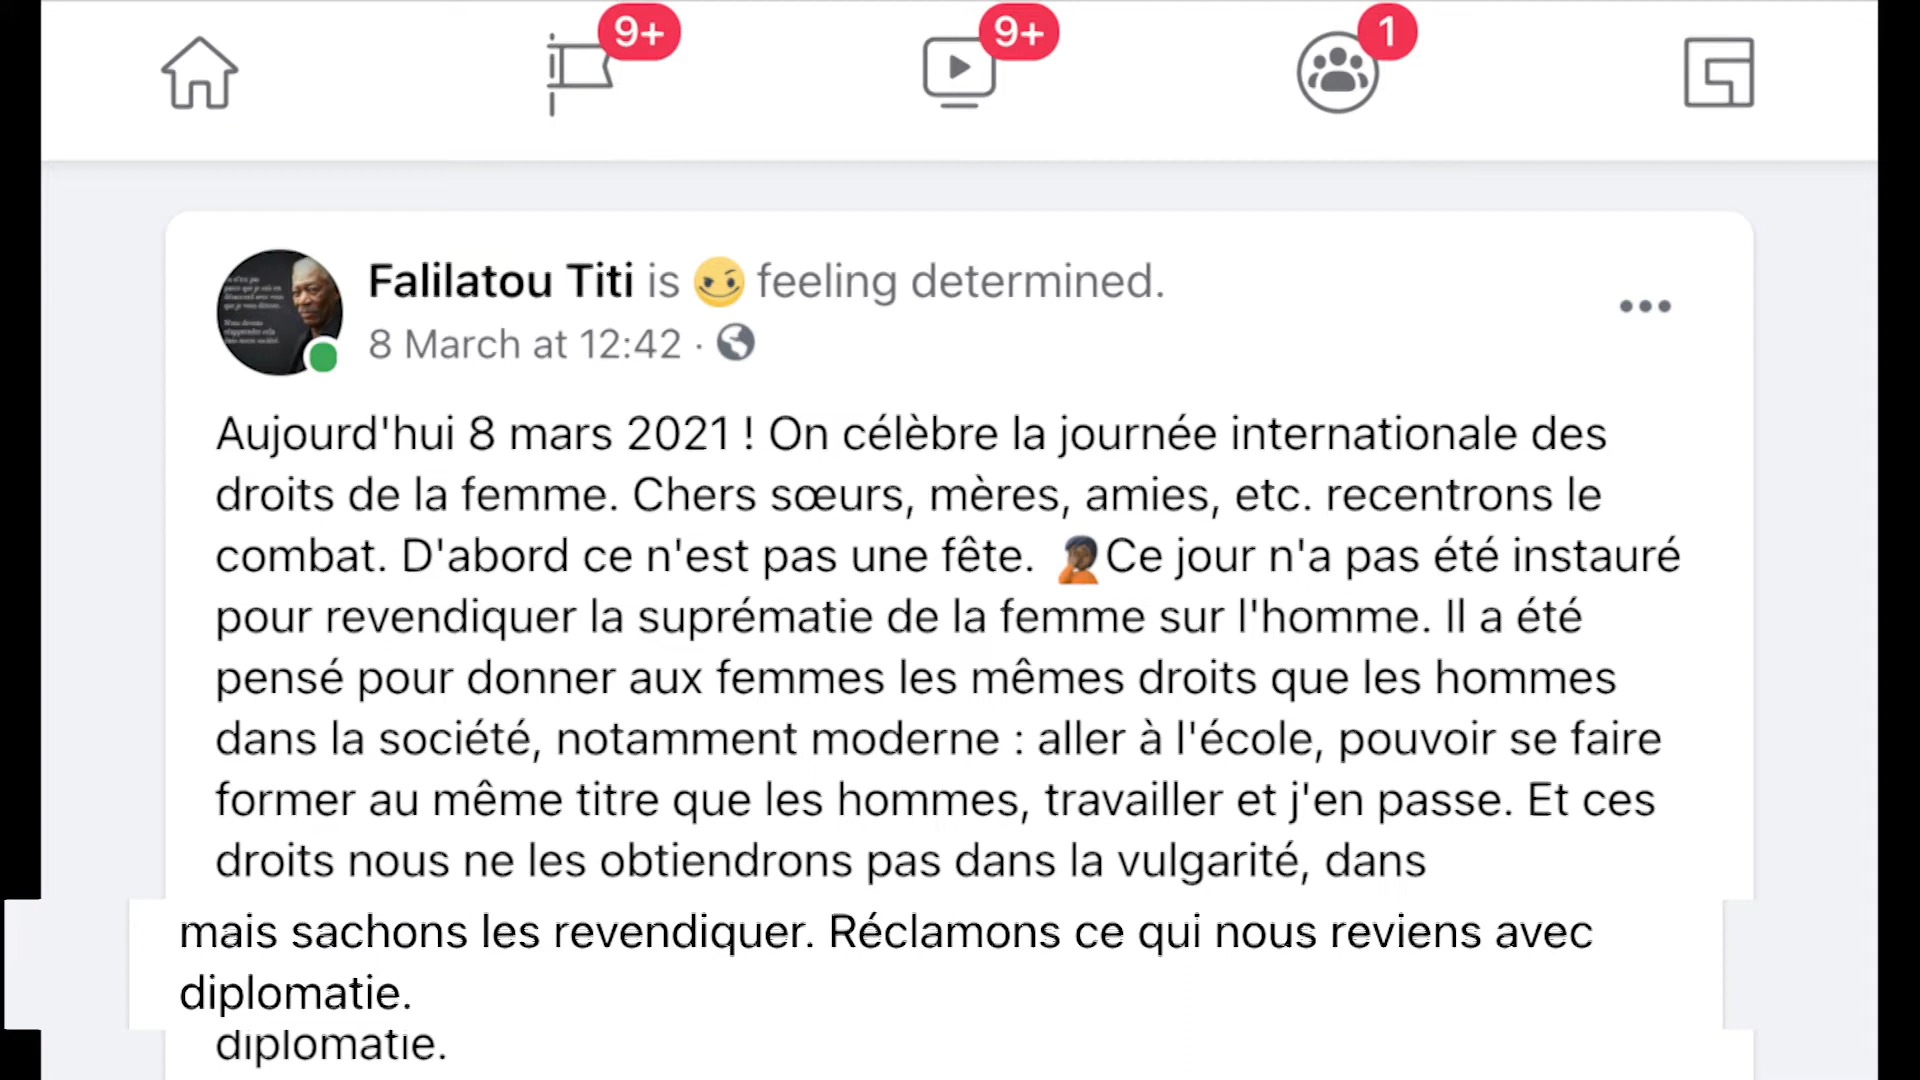 9+
9+
1
Falilatou Titi is feeling determined.
8 March at 12:42 ·
Aujourd'hui 8 mars 2021 ! On célèbre la journée internationale des
droits de la femme. Chers sœurs, mères, amies, etc. recentrons le
combat. D'abord ce n'est pas une fête. 🤦🏾Ce jour n'a pas été instauré
pour revendiquer la suprématie de la femme sur l'homme. Il a été
pensé pour donner aux femmes les mêmes droits que les hommes
dans la société, notamment moderne : aller à l'école, pouvoir se faire
former au même titre que les hommes, travailler et j'en passe. Et ces
droits nous ne les obtiendrons pas dans la vulgarité, dans
mais sachons les revendiquer. Réclamons ce qui nous reviens avec
diplomatie.
diplomatie.